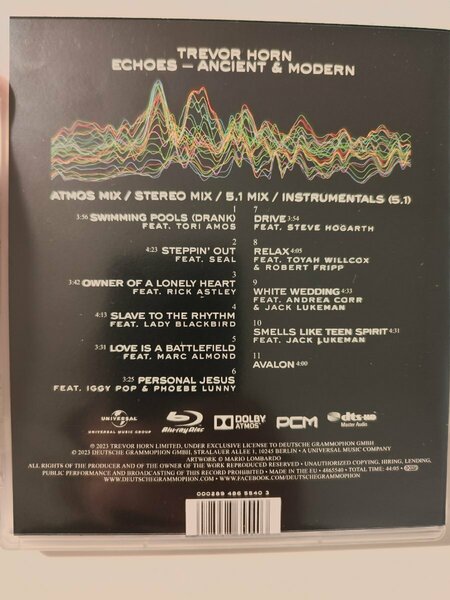 TREVOR HORN
ECHOES — ANCIENT & MODERN
ATMOS MIX / STEREO MIX / 5.1 MIX / INSTRUMENTALS (5.1)
1
3:56 SWIMMING POOLS (DRANK)
FEAT. TORI AMOS
2
4:23 STEPPIN' OUT
FEAT. SEAL
3
3:42 OWNER OF A LONELY HEART
FEAT. RICK ASTLEY
4
4:13 SLAVE TO THE RHYTHM
FEAT. LADY BLACKBIRD
5
3:31 LOVE IS A BATTLEFIELD
FEAT. MARC ALMOND
6
3:25 PERSONAL JESUS
FEAT. IGGY POP & PHOEBE LUNNY
7
DRIVE 3:54
FEAT. STEVE HOGARTH
8
RELAX 4:05
FEAT. TOYAH WILLCOX
& ROBERT FRIPP
9
WHITE WEDDING 4:33
FEAT. ANDREA CORR
& JACK LUKEMAN
10
SMELLS LIKE TEEN SPIRIT 4:31
FEAT. JACK LUKEMAN
11
AVALON 4:00
UNIVERSAL
UNIVERSAL MUSIC GROUP
Blu-ray Disc
DOLBY
ATMOS
PCM
dts-HD
Master Audio
℗ 2023 TREVOR HORN LIMITED, UNDER EXCLUSIVE LICENSE TO DEUTSCHE GRAMMOPHON GMBH
© 2023 DEUTSCHE GRAMMOPHON GMBH, STRALAUER ALLEE 1, 10245 BERLIN • A UNIVERSAL MUSIC COMPANY
ARTWORK © MARIO LOMBARDO
ALL RIGHTS OF THE PRODUCER AND OF THE OWNER OF THE WORK REPRODUCED RESERVED • UNAUTHORIZED COPYING, HIRING, LENDING,
PUBLIC PERFORMANCE AND BROADCASTING OF THIS RECORD PROHIBITED • MADE IN THE EU • 4865540 • TOTAL TIME: 44:05
WWW.DEUTSCHEGRAMMOPHON.COM • WWW.FACEBOOK.COM/DEUTSCHEGRAMMOPHON
000289 486 5540 3